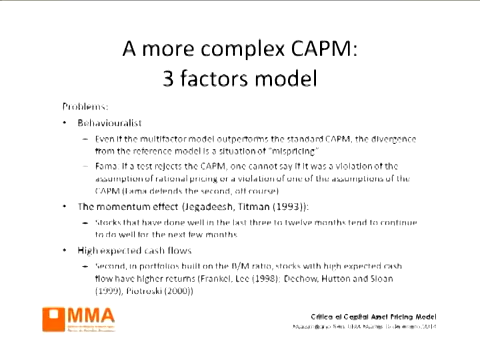 A more complex CAPM:
3 factors model
Problems:
• Behaviouralist
– Even if the multifactor model outperforms the standard CAPM, the divergence
from the reference model is a situation of "mispricing"
– Fama: if a test rejects the CAPM, one cannot say if it was a violation of the
assumption of rational pricing or a violation of one of the assumptions of the
CAPM (Fama defends the second, off course)
• The momentum effect (Jegadeesh, Titman (1993)):
– Stocks that have done well in the last three to twelve months tend to continue
to do well for the next few months
• High expected cash flows
– Second, in portfolios built on the B/M ratio, stocks with high expected cash
flow have higher returns (Frankel, Lee (1998); Dechow, Hutton and Sloan
(1999), Piotroski (2000))
MMA
Critica al Capital Asset Pricing Model